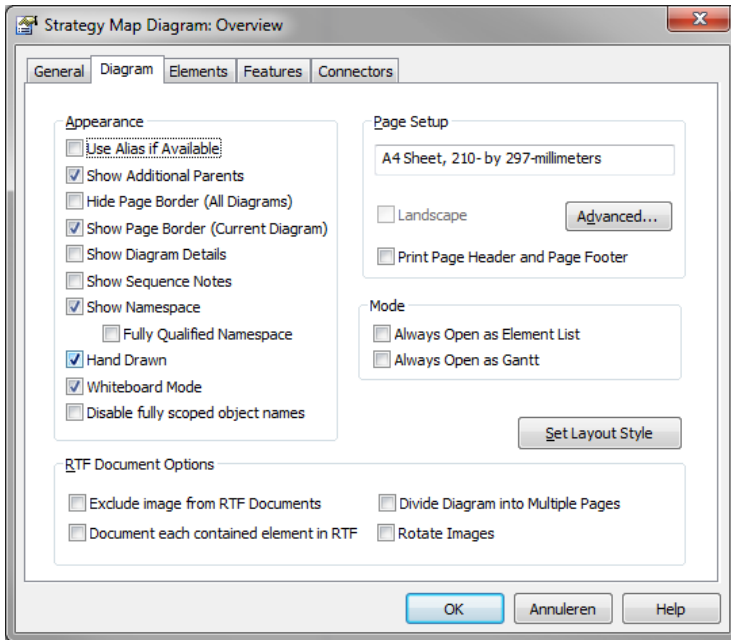 Strategy Map Diagram: Overview
General Diagram Elements Features Connectors
Appearance
Use Alias if Available
Show Additional Parents
Hide Page Border (All Diagrams)
Show Page Border (Current Diagram)
Show Diagram Details
Show Sequence Notes
Show Namespace
Fully Qualified Namespace
Hand Drawn
Whiteboard Mode
Disable fully scoped object names
Page Setup
A4 Sheet, 210- by 297-millimeters
Landscape
Advanced...
Print Page Header and Page Footer
Mode
Always Open as Element List
Always Open as Gantt
Set Layout Style
RTF Document Options
Exclude image from RTF Documents
Divide Diagram into Multiple Pages
Document each contained element in RTF
Rotate Images
OK
Annuleren
Help